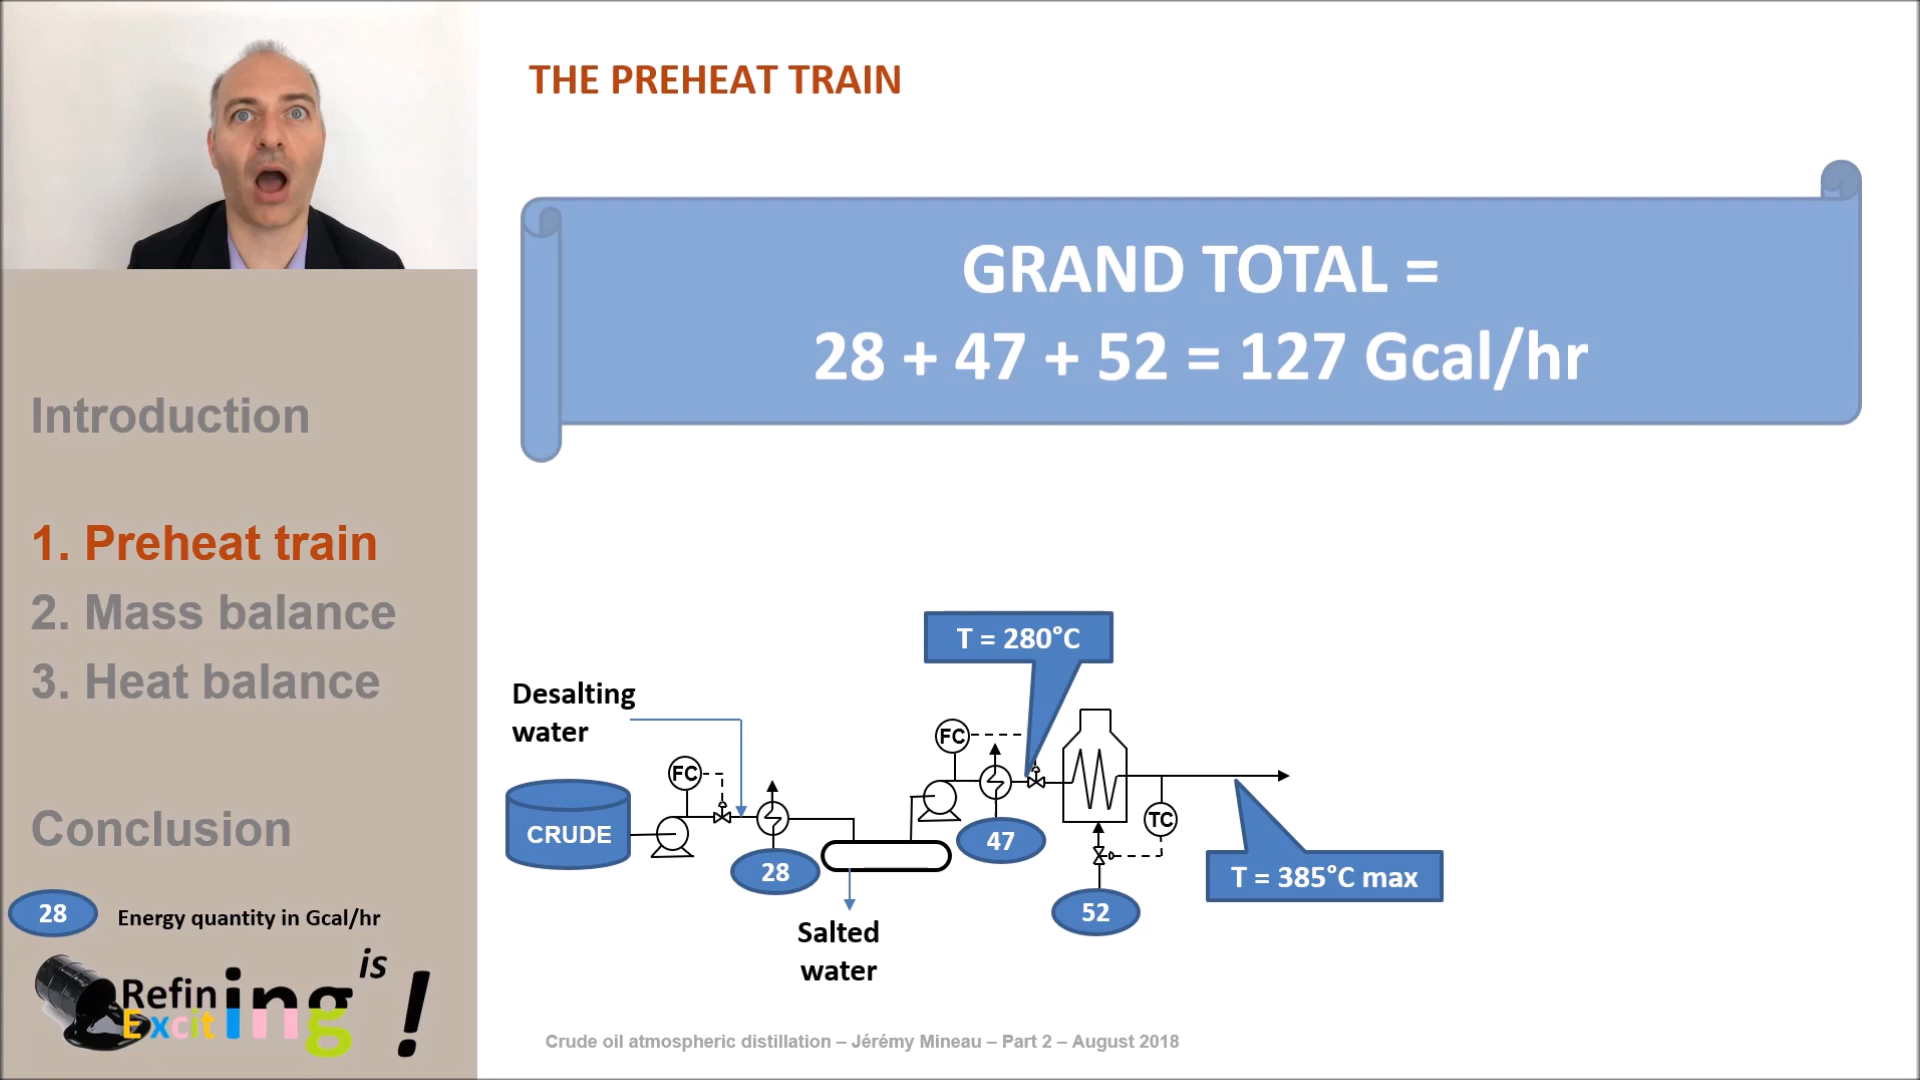 THE PREHEAT TRAIN
GRAND TOTAL =
28 + 47 + 52 = 127 Gcal/hr
Introduction
1. Preheat train
2. Mass balance
3. Heat balance
Conclusion
28
Energy quantity in Gcal/hr
Refining
is
Exciting
!
T = 280°C
Desalting
water
FC
FC
CRUDE
TC
28
47
T = 385°C max
52
Salted
water
Crude oil atmospheric distillation – Jérémy Mineau – Part 2 – August 2018